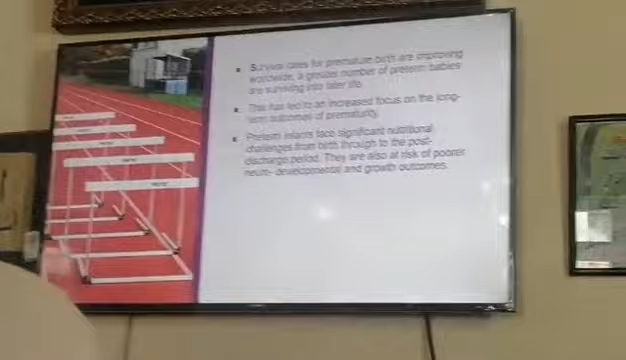 Survival rates for premature birth are improving
worldwide, a greater number of preterm babies
are surviving into later life.
This has led to an increased focus on the long-
term outcomes of prematurity.
Preterm infants face significant nutritional
challenges from birth through to the post-
discharge period. They are also at risk of poorer
neuro- developmental and growth outcomes.